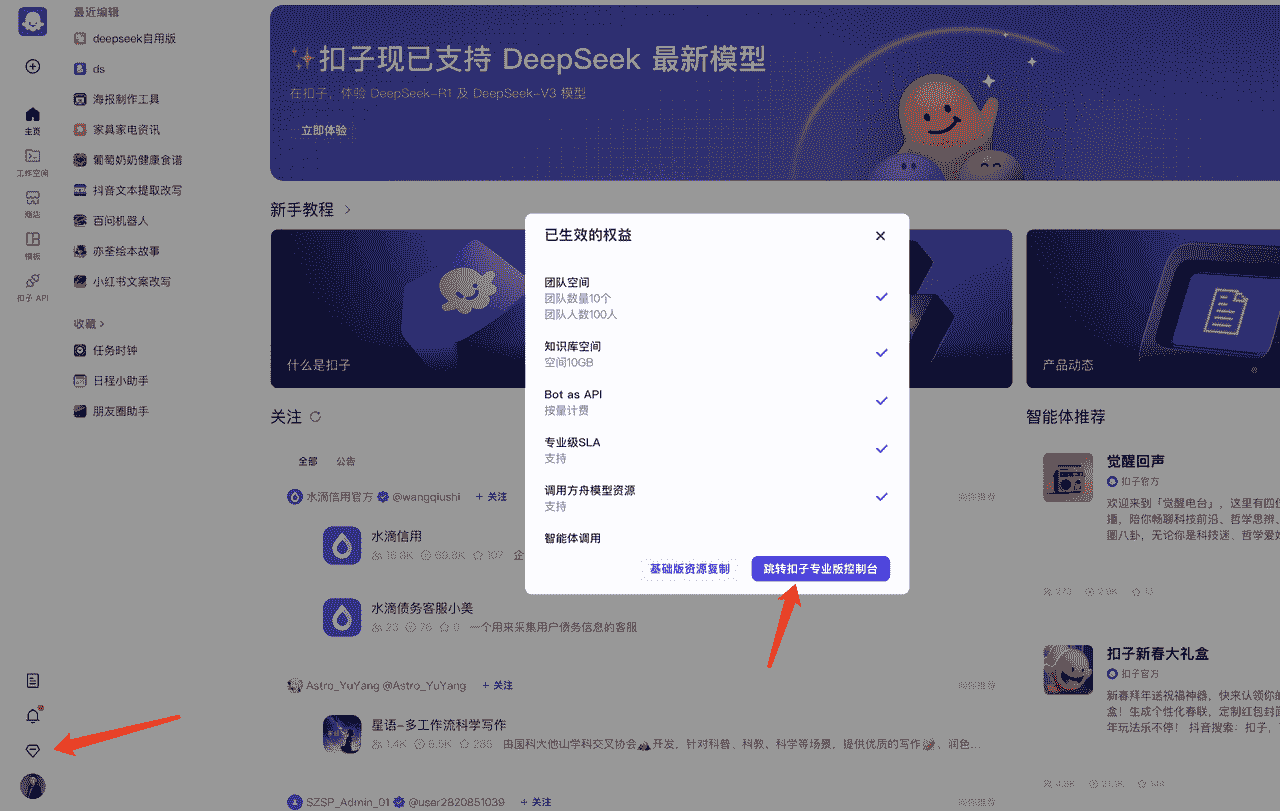 最近编辑
deepseek自用版
ds
海报制作工具
家具家电资讯
葡萄奶奶健康食谱
抖音文本提取改写
百问机器人
亦荃绘本故事
小红书文案改写
收藏
任务时钟
日程小助手
朋友圈助手
主页
工作空间
商店
模板
扣子 API
扣子现已支持 DeepSeek 最新模型
在扣子，体验 DeepSeek-R1 及 DeepSeek-V3 模型
立即体验
新手教程
什么是扣子
产品动态
已生效的权益
团队空间
团队数量10个
团队人数100人
知识库空间
空间10GB
Bot as API
按量计费
专业级SLA
支持
调用方舟模型资源
支持
智能体调用
基础版资源复制
跳转扣子专业版控制台
关注
全部 公告
水滴信用官方 @wangqiushi + 关注
水滴信用
107 企
水滴债务客服小美
23 76 0 一个用来采集用户债务信息的客服
Astro_YuYang @Astro_YuYang + 关注
星语-多工作流科学写作
1.4K 5.5K 235 由国科大他山学科交叉协会开发，针对科普、科教、科学等场景，提供优质的写作、润色...
SZSP_Admin_01 @user2820851039 + 关注
智能体推荐
觉醒回声
扣子官方
欢迎来到「觉醒电台」，这里有四位
播，陪你畅聊科技前沿、哲学思辨、
圈八卦，无论你是科技迷、哲学爱好
扣子新春大礼盒
扣子官方
新春拜年送祝福神器，快来认领你的
盒！生成个性化春联，定制红包封面
年玩法乐不停！ 抖音搜索：扣子，